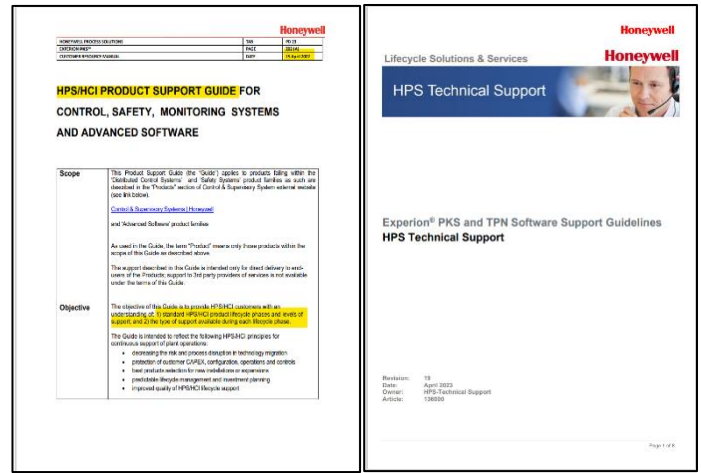 Honeywell
HONEYWELL PROCESS SOLUTIONS TAB PD 21
EXPERION PKS™ PAGE
CUSTOMER RESOURCE MANUAL DATE
HPS/HCI PRODUCT SUPPORT GUIDE FOR
CONTROL, SAFETY, MONITORING SYSTEMS
AND ADVANCED SOFTWARE
Scope This Product Support Guide (the "Guide") applies to products falling within the
'Distributed Control Systems' and 'Safety Systems' product families as such are
described in the "Products" section of Control & Supervisory System external website
(see link below).
Control & Supervisory Systems | Honeywell
and 'Advanced Software' product families
As used in the Guide, the term "Product" means only those products within the
scope of this Guide as described above.
The support described in this Guide is intended only for direct delivery to end-
users of the Products; support to 3rd party providers of services is not available
under the terms of this Guide.
Objective The objective of this Guide is to provide HPS/HCI customers with an
understanding of: 1) standard HPS/HCI product lifecycle phases and levels of
support; and 2) the type of support available during each lifecycle phase.
The Guide is intended to reflect the following HPS/HCI principles for
continuous support of plant operations:
• decreasing the risk and process disruption in technology migration
• protection of customer CAPEX, configuration, operations and controls
• best products selection for new installations or expansions
• predictable lifecycle management and investment planning
• improved quality of HPS/HCI lifecycle support
Honeywell
Lifecycle Solutions & Services Honeywell
HPS Technical Support
Experion® PKS and TPN Software Support Guidelines
HPS Technical Support
Revision: 19
Date: April 2023
Owner: HPS-Technical Support
Article:
Page 1 of 8